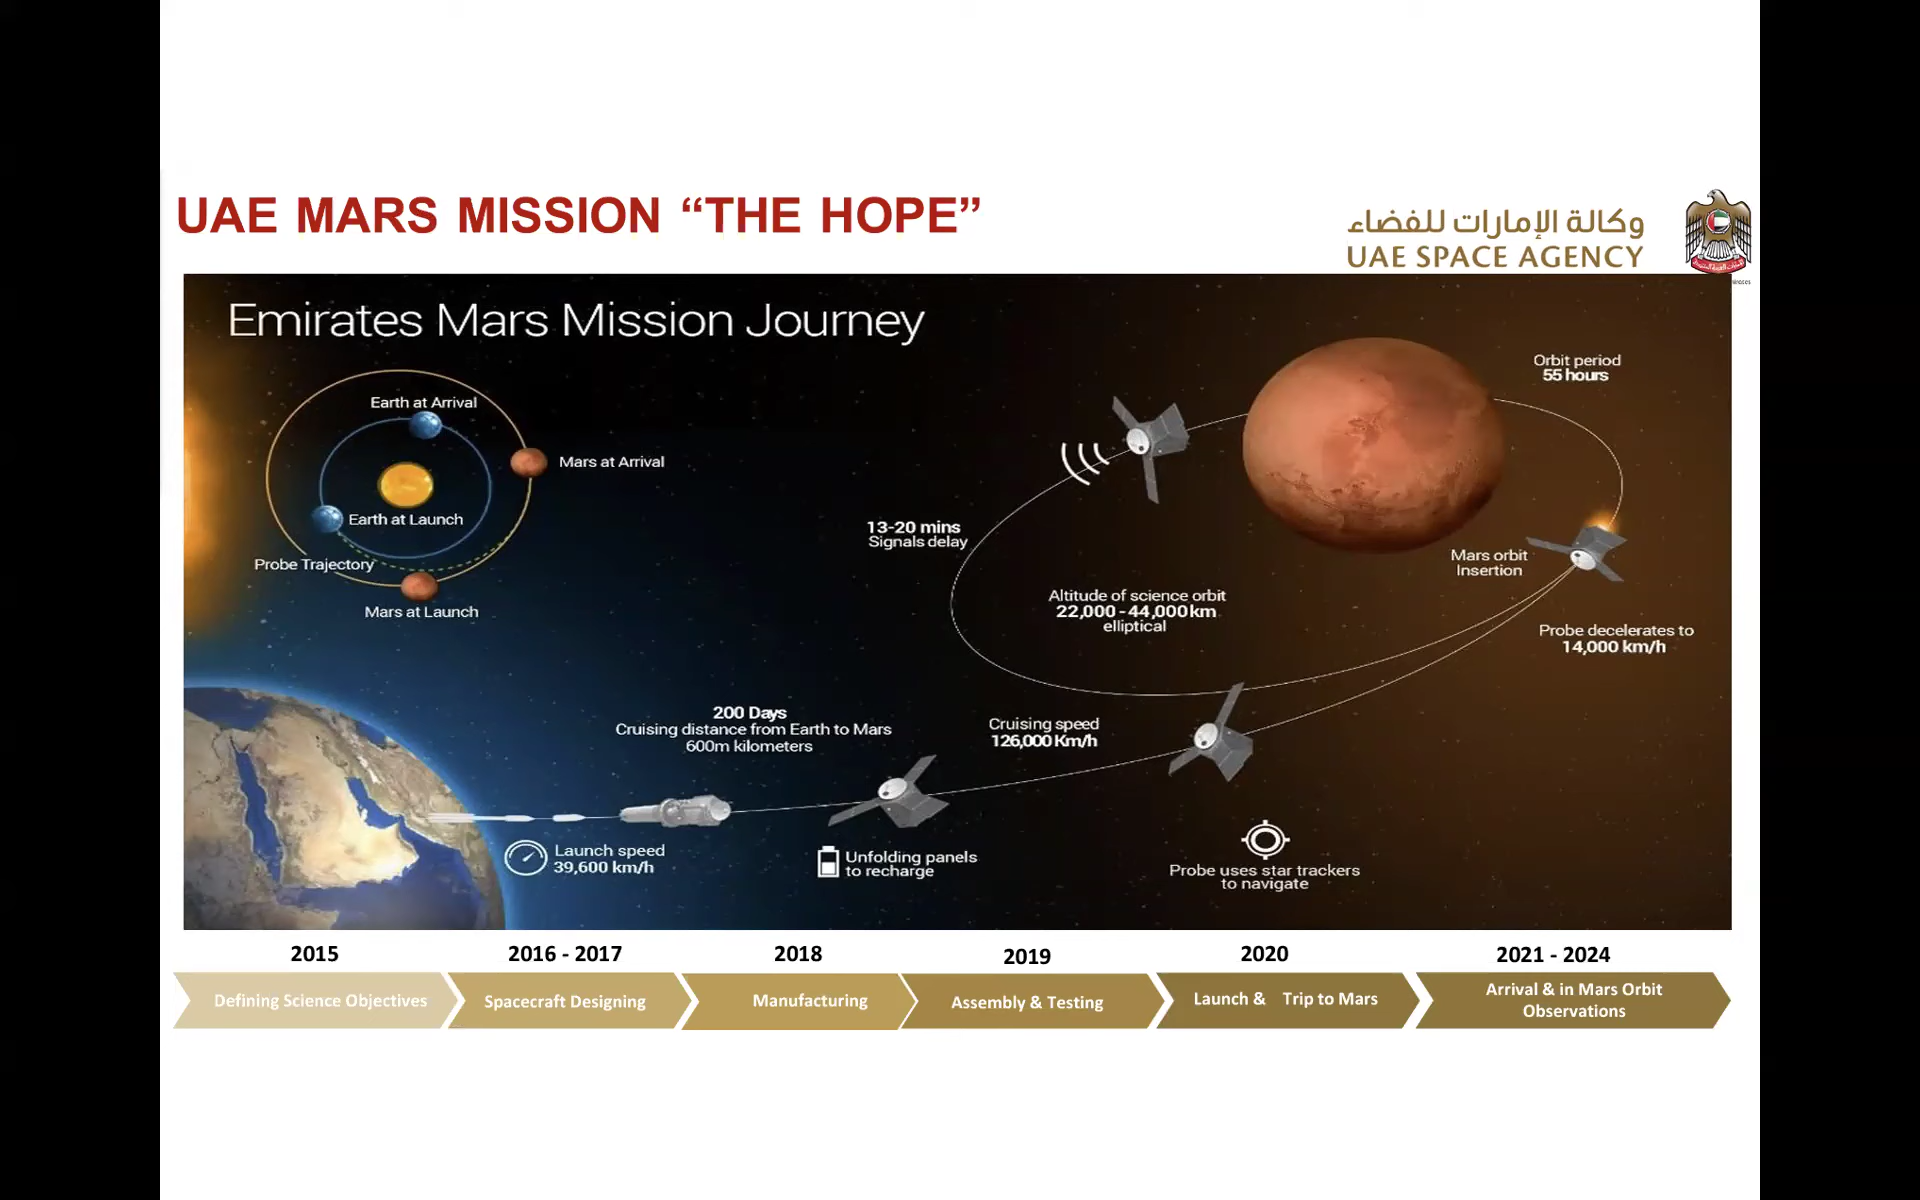 UAE MARS MISSION “THE HOPE”
وكالة الإمارات للفضاء
UAE SPACE AGENCY
Emirates Mars Mission Journey
Earth at Arrival
Mars at Arrival
Earth at Launch
Probe Trajectory
Mars at Launch
Orbit period
55 hours
13-20 mins
Signals delay
Mars orbit
Insertion
Altitude of science orbit
22,000 - 44,000 km
elliptical
Probe decelerates to
14,000 km/h
200 Days
Cruising distance from Earth to Mars
600m kilometers
Cruising speed
126,000 Km/h
Launch speed
39,600 km/h
Unfolding panels
to recharge
Probe uses star trackers
to navigate
2015
2016 - 2017
2018
2019
2020
2021 - 2024
Defining Science Objectives
Spacecraft Designing
Manufacturing
Assembly & Testing
Launch & Trip to Mars
Arrival & in Mars Orbit
Observations